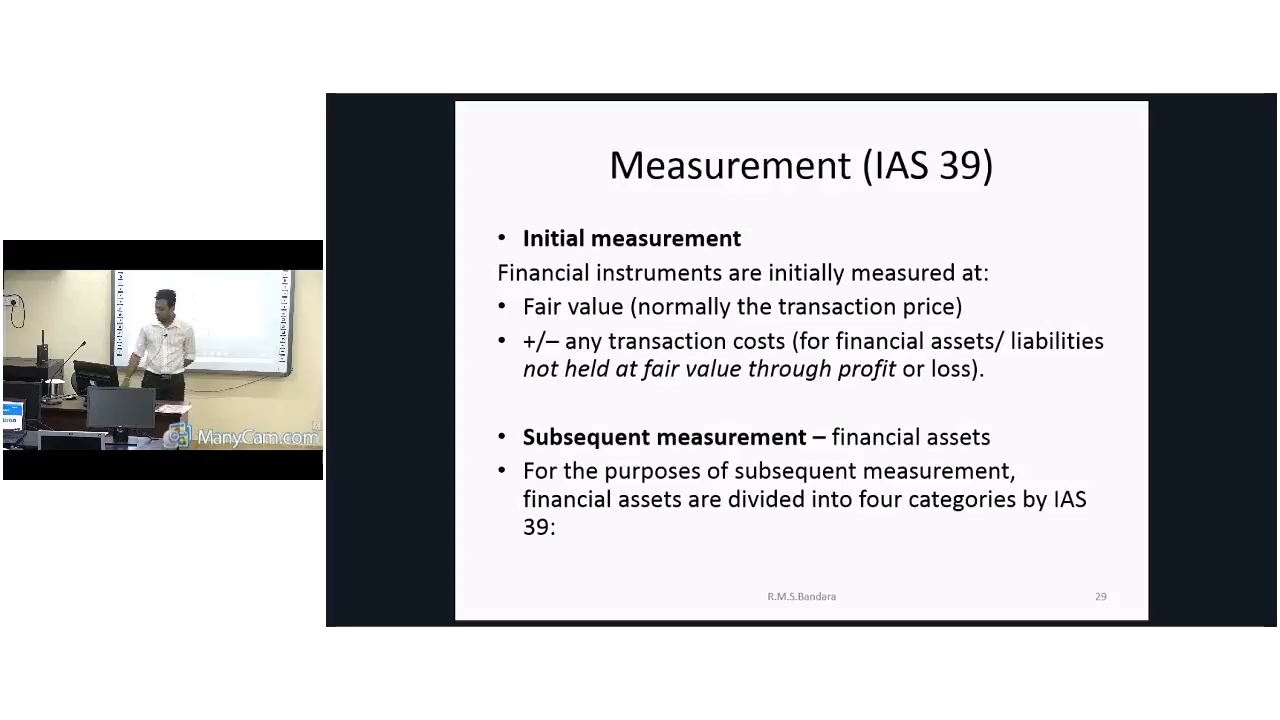 Measurement (IAS 39)
• Initial measurement
Financial instruments are initially measured at:
• Fair value (normally the transaction price)
• +/– any transaction costs (for financial assets/ liabilities
not held at fair value through profit or loss).
• Subsequent measurement – financial assets
• For the purposes of subsequent measurement,
financial assets are divided into four categories by IAS
39:
R.M.S.Bandara
29
ManyCam.com